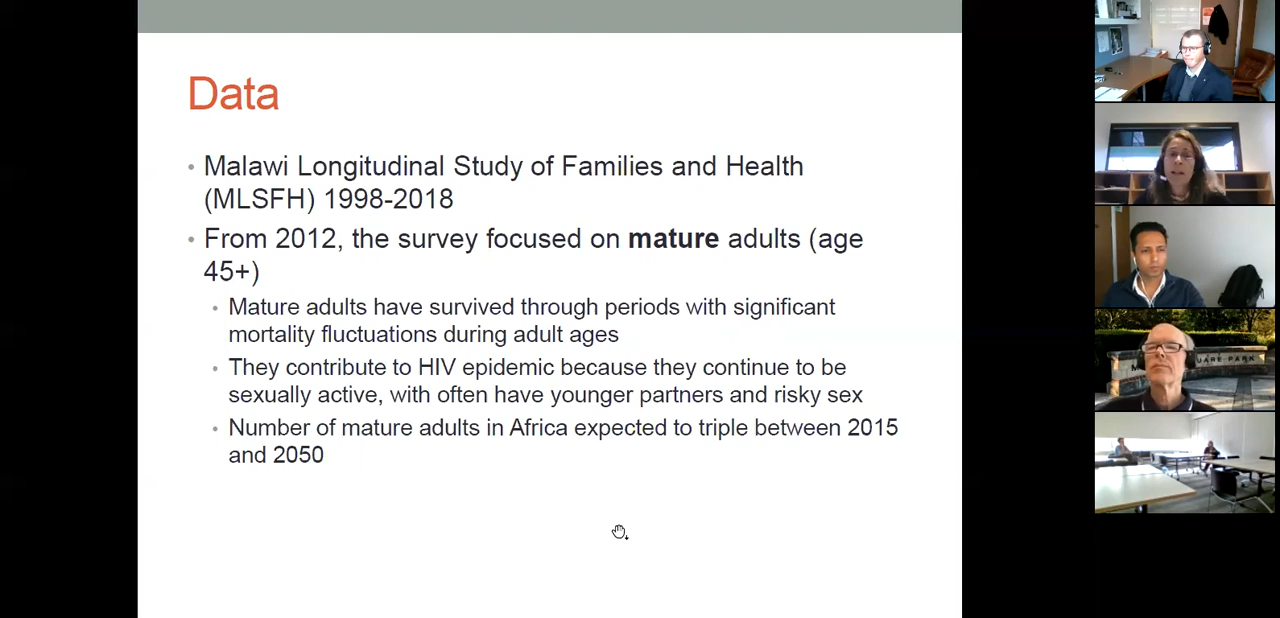 Data
• Malawi Longitudinal Study of Families and Health
(MLSFH) 1998-2018
• From 2012, the survey focused on mature adults (age
45+)
• Mature adults have survived through periods with significant
mortality fluctuations during adult ages
• They contribute to HIV epidemic because they continue to be
sexually active, with often have younger partners and risky sex
• Number of mature adults in Africa expected to triple between 2015
and 2050
PARK